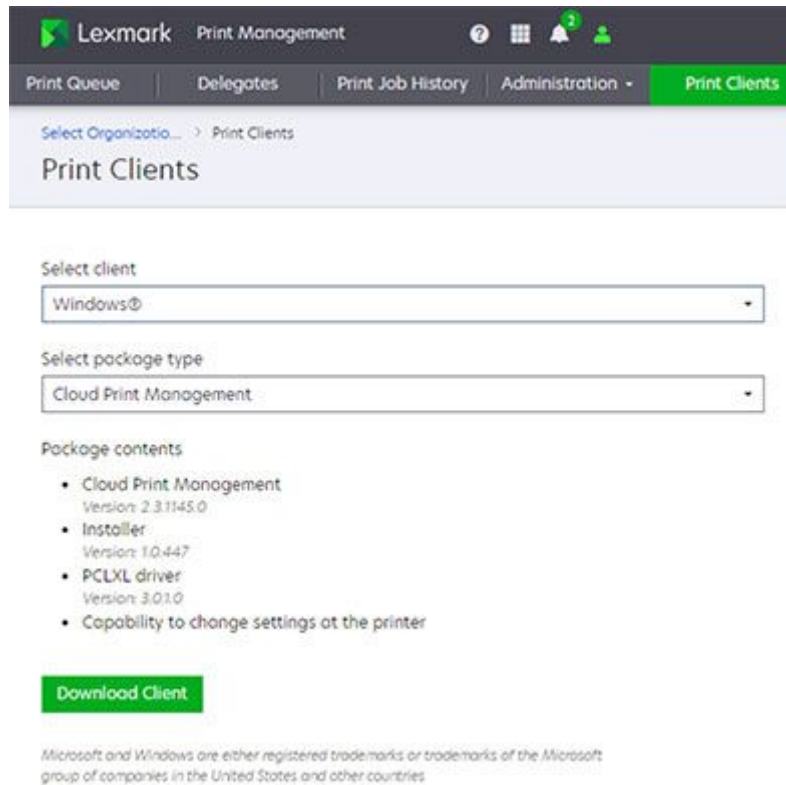 Lexmark Print Management
2
Print Queue Delegates Print Job History Administration Print Clients
Select Organizatio... > Print Clients
Print Clients
Select client
Windows®
Select package type
Cloud Print Management
Package contents
• Cloud Print Management
Version: 2.3.1145.0
• Installer
Version: 1.0.447
• PCLXL driver
Version: 3.0.1.0
• Capability to change settings at the printer
Download Client
Microsoft and Windows are either registered trademarks or trademarks of the Microsoft
group of companies in the United States and other countries